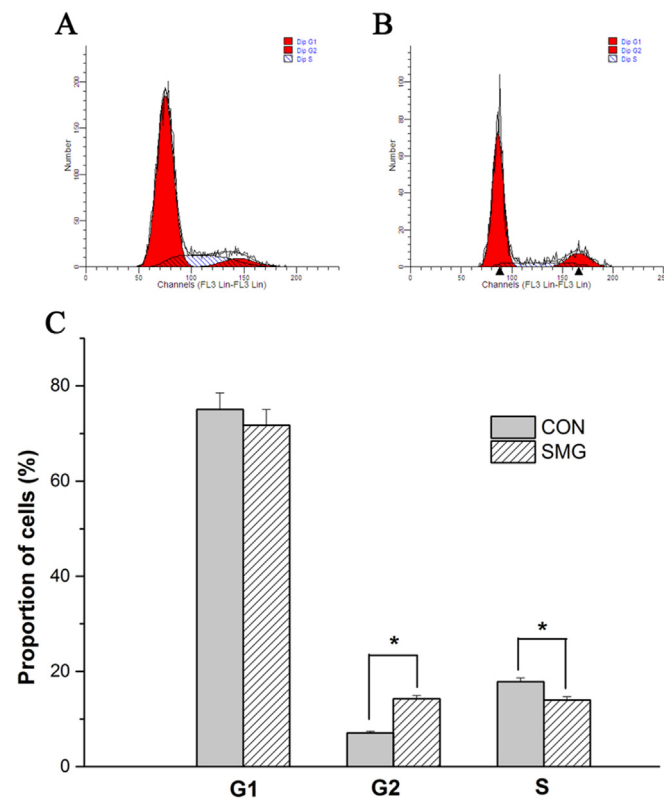 A
Dip G1
Dip G2
Dip S
Number
200
150
100
50
0
0 50 100 150 200
Channels (FL3 Lin-FL3 Lin)
B
Dip G1
Dip G2
Dip S
Number
100
80
60
40
20
0
0 50 100 150 200 250
Channels (FL3 Lin-FL3 Lin)
C
Proportion of cells (%)
80
60
40
20
0
CON
SMG
* *
G1 G2 S